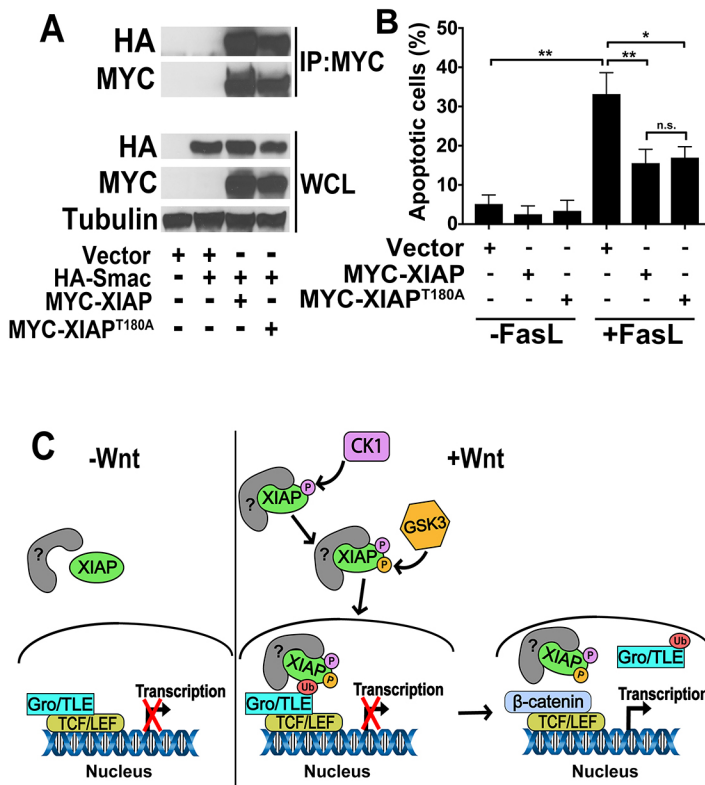 A
HA
MYC
IP:MYC
HA
MYC
Tubulin
WCL
Vector + + - -
HA-Smac - + + +
MYC-XIAP - - + -
MYC-XIAPT180A - - - +
B
Apoptotic cells (%)
50
40
30
20
10
0
**
*
**
n.s.
Vector + - - + - -
MYC-XIAP - + - - + -
MYC-XIAPT180A - - + - - +
-FasL +FasL
C
-Wnt
+Wnt
CK1
? XIAP P
GSK3
? XIAP P P
? XIAP
? XIAP P P
Ub
Gro/TLE
TCF/LEF
Transcription
Nucleus
Gro/TLE
TCF/LEF
Transcription
Nucleus
? XIAP P P
Ub
Gro/TLE
β-catenin
TCF/LEF
Transcription
Nucleus